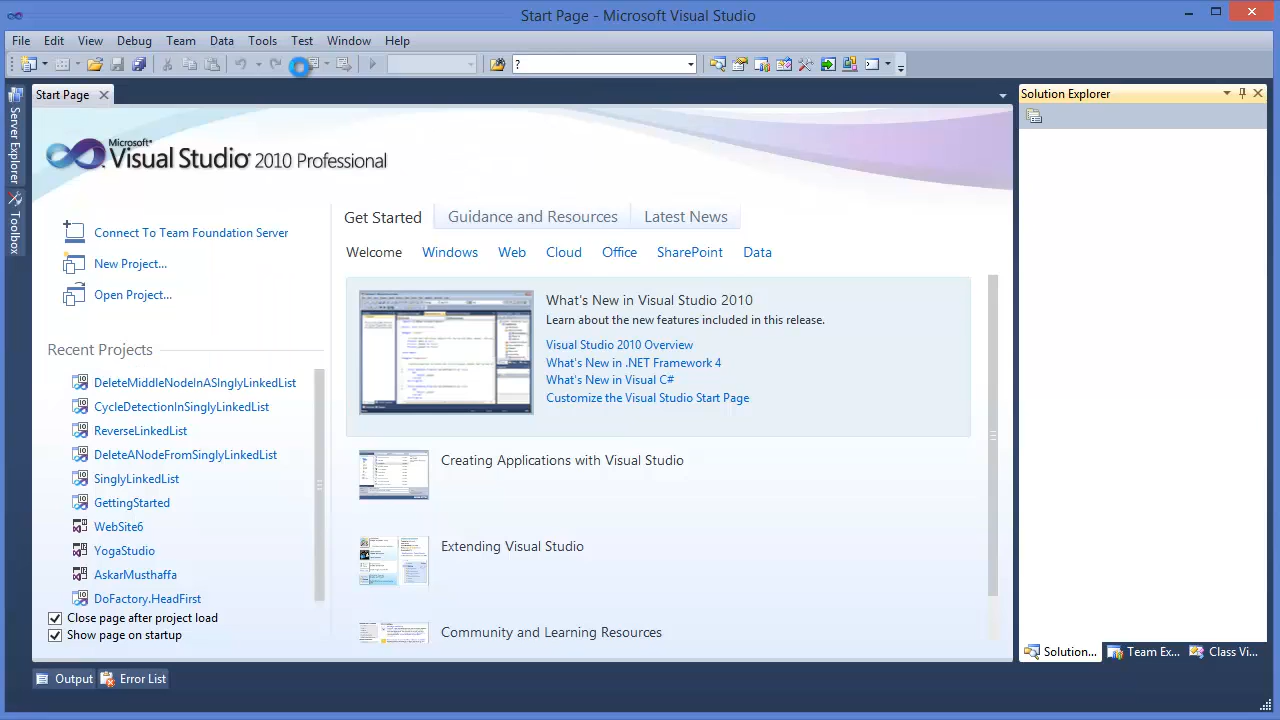 Start Page - Microsoft Visual Studio
File Edit View Debug Team Data Tools Test Window Help
?
Start Page
Solution Explorer
Server Explorer
Toolbox
Microsoft®
Visual Studio® 2010 Professional
Connect To Team Foundation Server
New Project...
Open Project...
Recent Projects
DeleteMiddleNodeInASinglyLinkedList
CycleDetectionInSinglyLinkedList
ReverseLinkedList
DeleteANodeFromSinglyLinkedList
SinglyLinkedList
GettingStarted
WebSite6
YogaStudio
AskarMusthaffa
DoFactory.HeadFirst
Close page after project load
Show page on startup
Get Started Guidance and Resources Latest News
Welcome Windows Web Cloud Office SharePoint Data
What's New in Visual Studio 2010
Learn about the new features included in this release.
Visual Studio 2010 Overview
What's New in .NET Framework 4
What's New in Visual C#
Customize the Visual Studio Start Page
Creating Applications with Visual Studio
Extending Visual Studio
Community and Learning Resources
Solution... Team Ex... Class Vi...
Output Error List